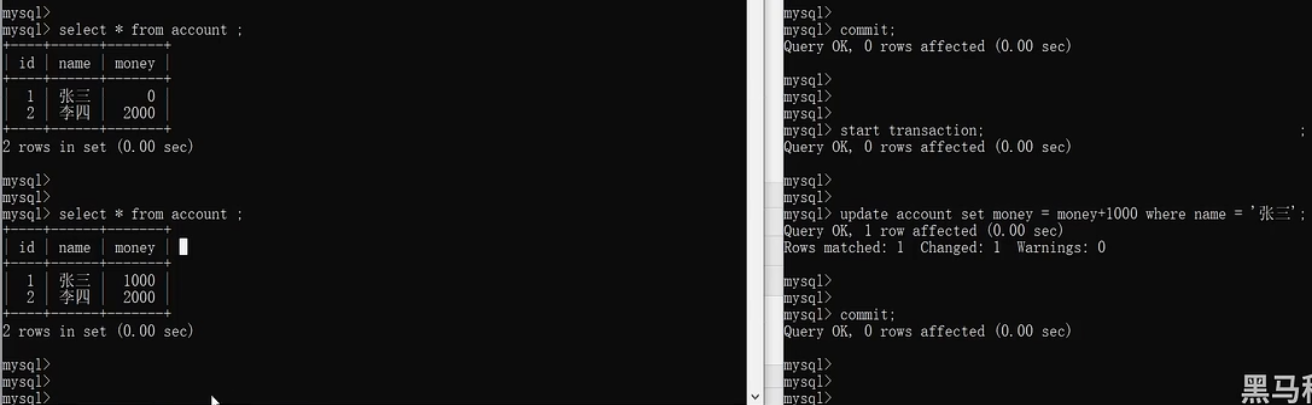 mysql>
mysql> select * from account ;
+----+------+-------+
| id | name | money |
+----+------+-------+
| 1 | 张三 | 0 |
| 2 | 李四 | 2000 |
+----+------+-------+
2 rows in set (0.00 sec)
mysql>
mysql>
mysql> select * from account ;
+----+------+-------+
| id | name | money |
+----+------+-------+
| 1 | 张三 | 1000 |
| 2 | 李四 | 2000 |
+----+------+-------+
2 rows in set (0.00 sec)
mysql>
mysql>
mysql>
mysql>
mysql> commit;
Query OK, 0 rows affected (0.00 sec)
mysql>
mysql>
mysql>
mysql> start transaction; ;
Query OK, 0 rows affected (0.00 sec)
mysql>
mysql>
mysql> update account set money = money+1000 where name = '张三';
Query OK, 1 row affected (0.00 sec)
Rows matched: 1 Changed: 1 Warnings: 0
mysql>
mysql>
mysql> commit;
Query OK, 0 rows affected (0.00 sec)
mysql>
mysql>
mysql>
黑马